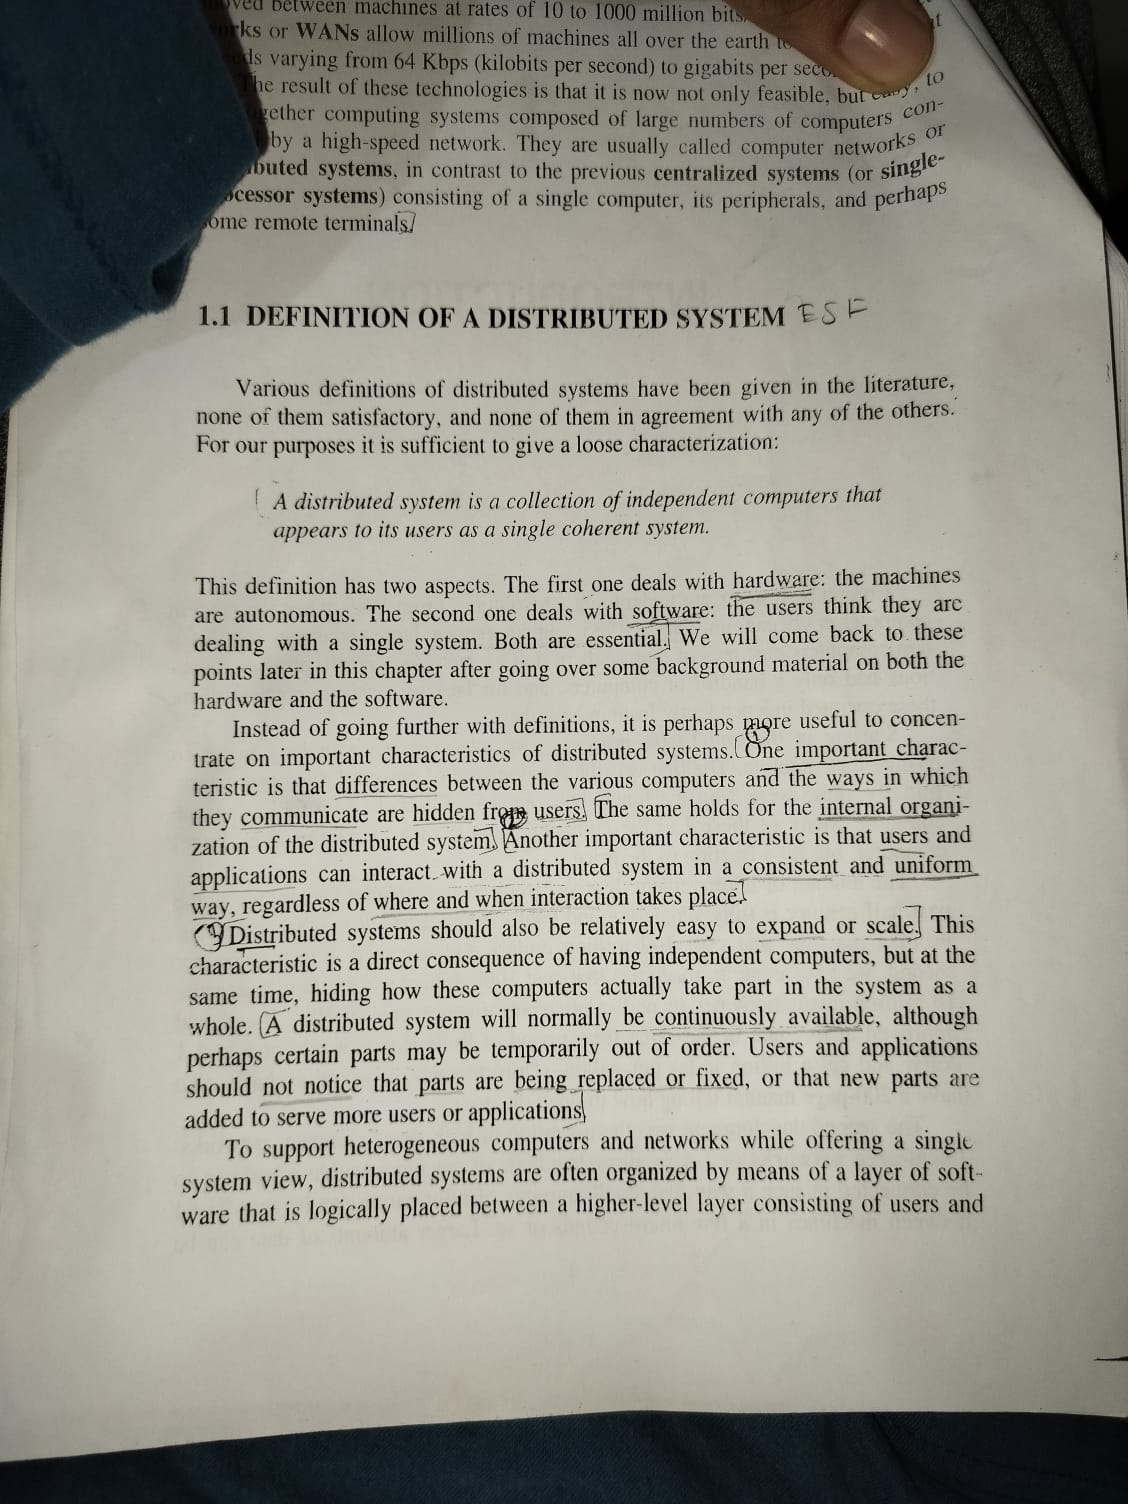 between machines at rates of 10 to 1000 million bits
or WANs allow millions of machines all over the earth
varying from 64 Kbps (kilobits per second) to gigabits per
he result of these technologies is that it is now not only feasible, but easy, to
gether computing systems composed of large numbers of computers con-
by a high-speed network. They are usually called computer networks or
buted systems, in contrast to the previous centralized systems (or single-
cessor systems) consisting of a single computer, its peripherals, and perhaps
ome remote terminals.
1.1 DEFINITION OF A DISTRIBUTED SYSTEM ESE
Various definitions of distributed systems have been given in the literature,
none of them satisfactory, and none of them in agreement with any of the others.
For our purposes it is sufficient to give a loose characterization:
A distributed system is a collection of independent computers that
appears to its users as a single coherent system.
This definition has two aspects. The first one deals with hardware: the machines
are autonomous. The second one deals with software: the users think they are
dealing with a single system. Both are essential. We will come back to these
points later in this chapter after going over some background material on both the
hardware and the software.
Instead of going further with definitions, it is perhaps more useful to concen-
trate on important characteristics of distributed systems. One important charac-
teristic is that differences between the various computers and the ways in which
they communicate are hidden from users. The same holds for the internal organi-
zation of the distributed system. Another important characteristic is that users and
applications can interact with a distributed system in a consistent and uniform
way, regardless of where and when interaction takes place.
Distributed systems should also be relatively easy to expand or scale. This
characteristic is a direct consequence of having independent computers, but at the
same time, hiding how these computers actually take part in the system as a
whole. A distributed system will normally be continuously available, although
perhaps certain parts may be temporarily out of order. Users and applications
should not notice that parts are being replaced or fixed, or that new parts are
added to serve more users or applications.
To support heterogeneous computers and networks while offering a single
system view, distributed systems are often organized by means of a layer of soft-
ware that is logically placed between a higher-level layer consisting of users and